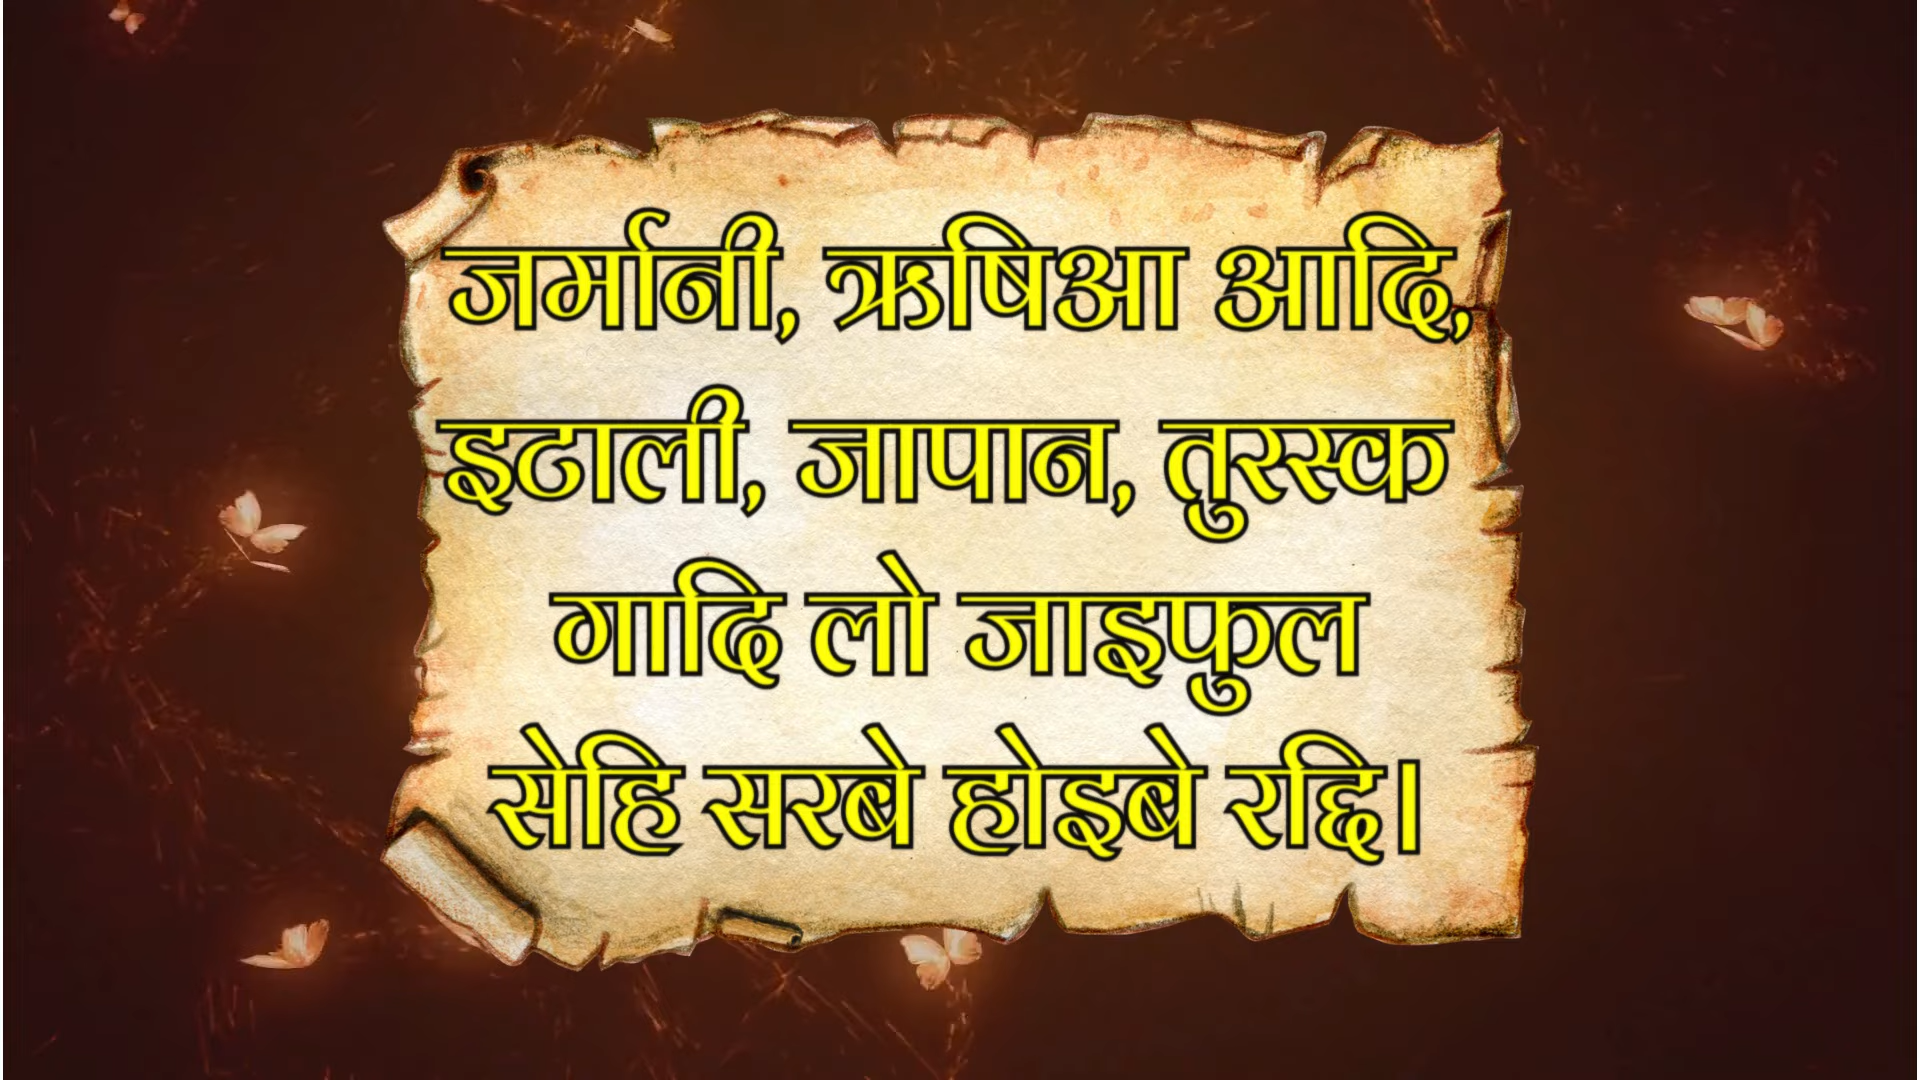 जर्मानी, ऋषिआ आदि,
इटाली, जापान, तुरस्क
गादि लो जाइफुल
सेहि सरबे होइबे रद्दि।